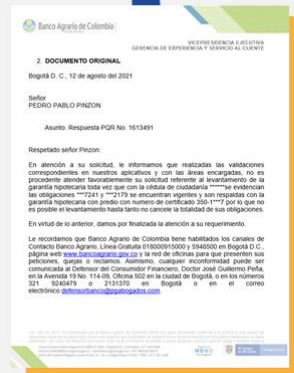 Banco Agrario de Colombia
VICEPRESIDENCIA EJECUTIVA
GERENCIA DE EXPERIENCIA Y SERVICIO AL CLIENTE
2. DOCUMENTO ORIGINAL
Bogotá D. C., 12 de agosto del 2021
Señor
PEDRO PABLO PINZON
Asunto: Respuesta PQR No. 1613491
Respetado señor Pinzon:
En atención a su solicitud, le informamos que realizadas las validaciones
correspondientes en nuestros aplicativos y con las áreas encargadas, no es
procedente atender favorablemente su solicitud referente al levantamiento de la
garantía hipotecaria toda vez que con la cédula de ciudadanía ******se evidencian
las obligaciones ***7241 y ***2179 se encuentran vigentes y son respaldas con la
garantía hipotecaria con predio con numero de certificado 350-1***7 por lo que no
es posible el levantamiento hasta tanto no cancele la totalidad de sus obligaciones.
En virtud de lo anterior, damos por finalizada la atención a su requerimiento.
Le recordamos que Banco Agrario de Colombia tiene habilitados los canales de
Contacto Banco Agrario, Línea Gratuita 018000915000 y 5948500 en Bogotá D.C.,
página web www.bancoagrario.gov.co y la red de oficinas para que presenten sus
peticiones, quejas o reclamos. Asimismo, cualquier inconformidad puede ser
comunicada al Defensor del Consumidor Financiero, Doctor José Guillermo Peña,
en la Avenida 19 No. 114-09, Oficina 502 en la ciudad de Bogotá, o en los números
321 9240479 o 2131370 en Bogotá o en el correo
electrónico defensorbanco@pgabogados.com.